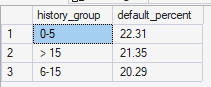 history_group default_percent
1 0-5 22.31
2 > 15 21.35
3 6-15 20.29